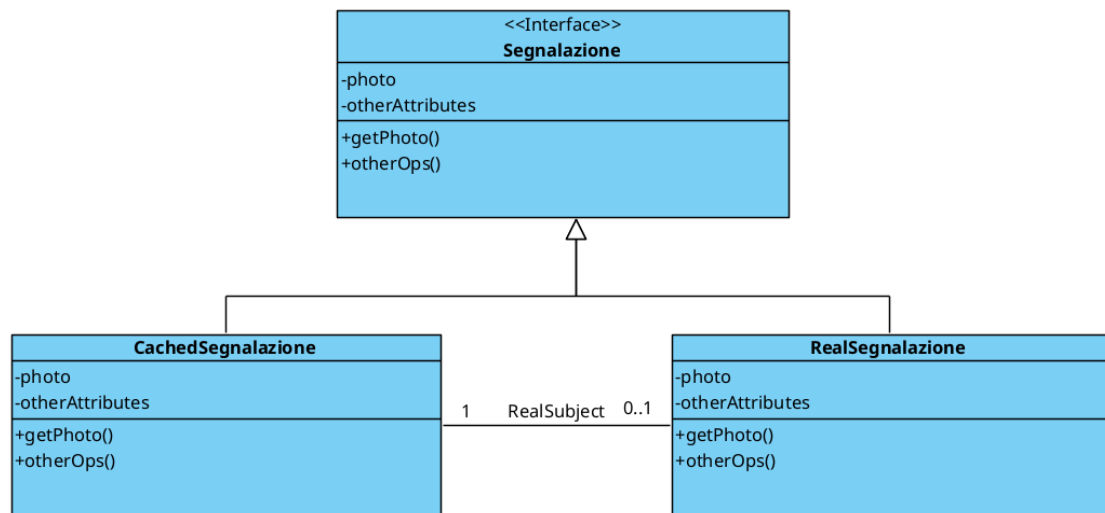 <<Interface>>
Segnalazione
-photo
-otherAttributes
+getPhoto()
+otherOps()
CachedSegnalazione
-photo
-otherAttributes
+getPhoto()
+otherOps()
1 RealSubject 0..1
RealSegnalazione
-photo
-otherAttributes
+getPhoto()
+otherOps()